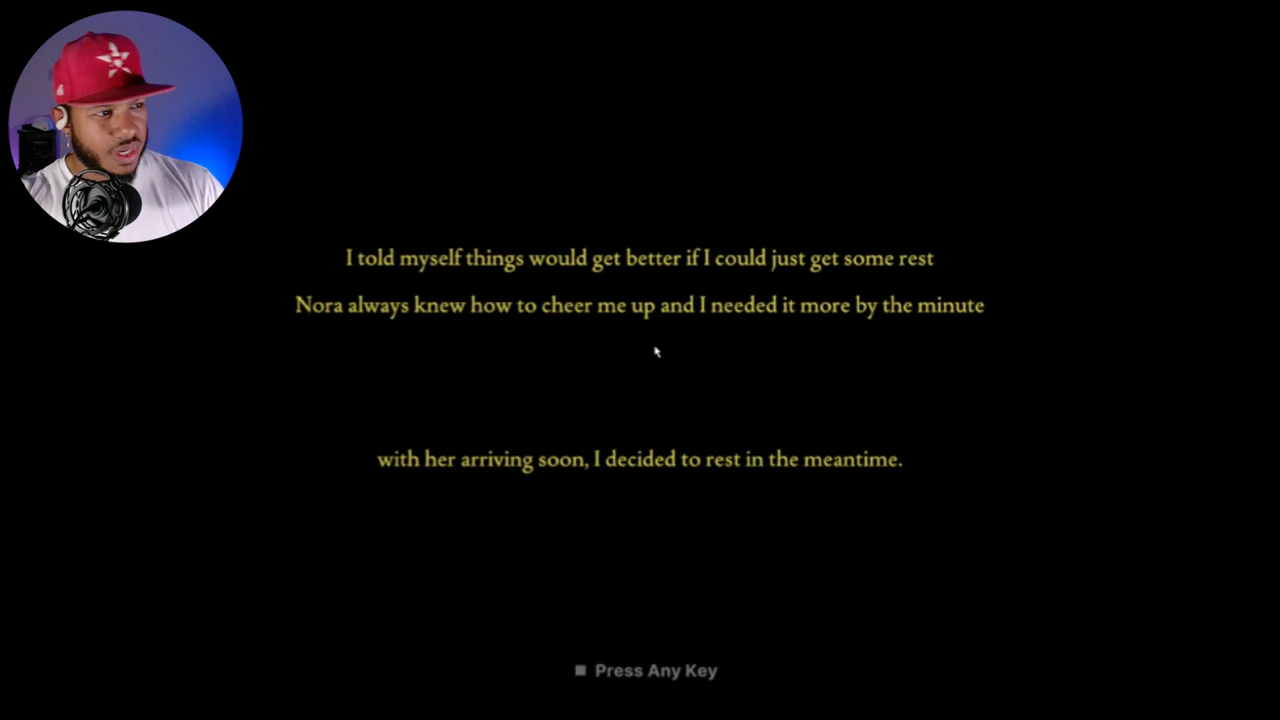 I told myself things would get better if I could just get some rest
Nora always knew how to cheer me up and I needed it more by the minute
with her arriving soon, I decided to rest in the meantime.
Press Any Key